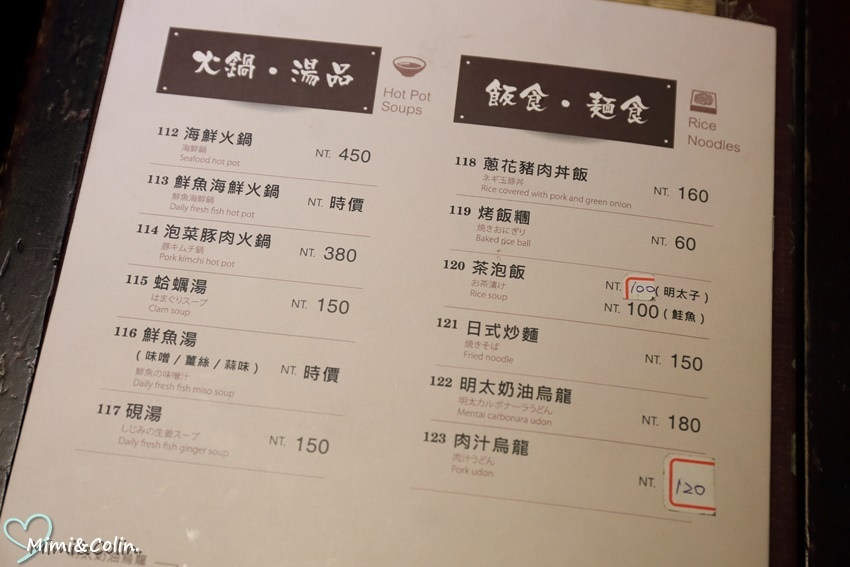 火鍋・湯品
Hot Pot
Soups
112 海鮮火鍋 NT. 450
海鮮鍋
Seafood hot pot
113 鮮魚海鮮火鍋 NT. 時價
鮮魚海鮮鍋
Daily fresh fish hot pot
114 泡菜豚肉火鍋 NT. 380
豚キムチ鍋
Pork kimchi hot pot
115 蛤蠣湯 NT. 150
はまぐりスープ
Clam soup
116 鮮魚湯
(味噌/薑絲/蒜味) NT. 時價
鮮魚の味噌汁
Daily fresh fish miso soup
117 硯湯 NT. 150
しじみの生姜スープ
Daily fresh fish ginger soup
飯食・麵食
Rice
Noodles
118 蔥花豬肉丼飯 NT. 160
ネギ玉豚丼
Rice covered with pork and green onion
119 烤飯糰 NT. 60
焼きおにぎり
Baked rice ball
120 茶泡飯 NT. 100(明太子)
お茶漬け NT. 100(鮭魚)
Rice soup
121 日式炒麵 NT. 150
焼きそば
Fried noodle
122 明太奶油烏龍 NT. 180
明太カルボナーラうどん
Mentai carbonara udon
123 肉汁烏龍 NT. 120
肉汁うどん
Pork udon
Mimi&Colin..